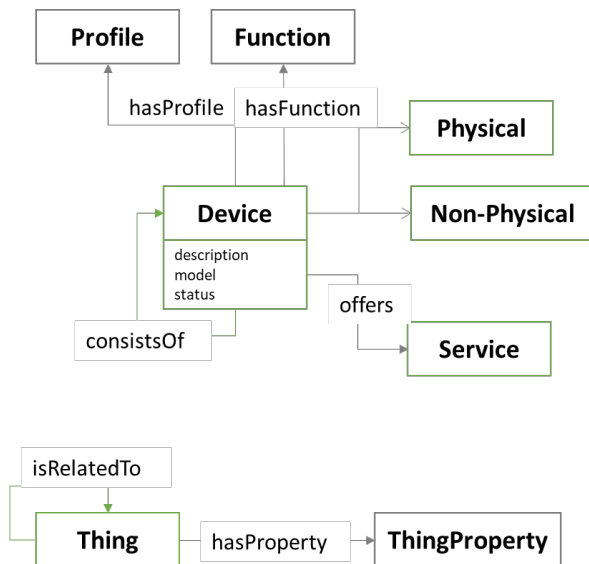 Profile
Function
hasProfile
hasFunction
Physical
Device
Non-Physical
description
model
status
offers
consistsOf
Service
isRelatedTo
Thing
hasProperty
ThingProperty